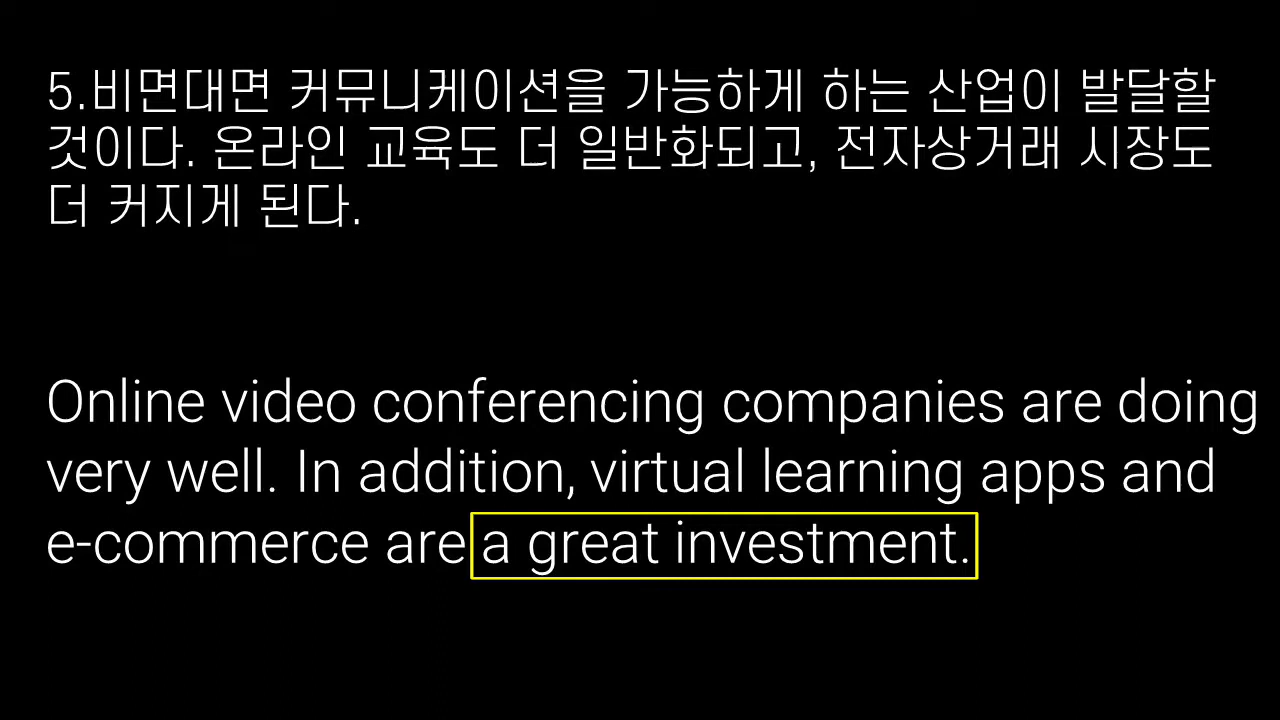 5.비면대면 커뮤니케이션을 가능하게 하는 산업이 발달할
것이다. 온라인 교육도 더 일반화되고, 전자상거래 시장도
더 커지게 된다.
Online video conferencing companies are doing
very well. In addition, virtual learning apps and
e-commerce are a great investment.